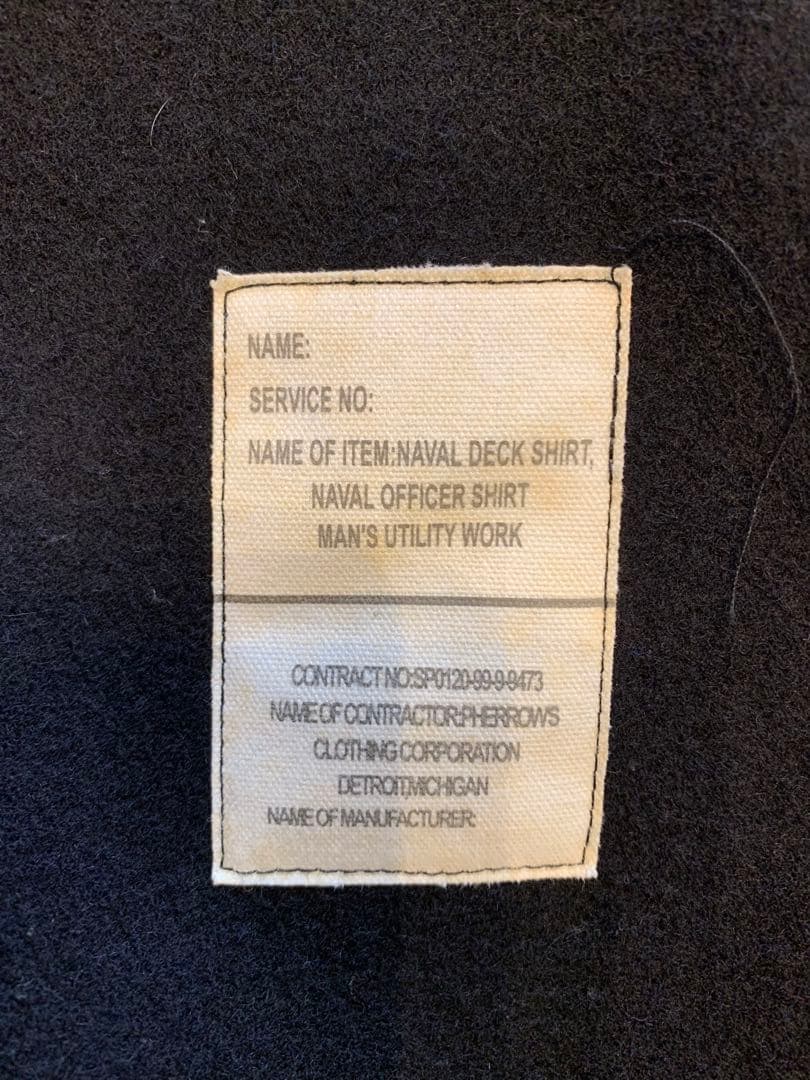 NAME:
SERVICE NO:
NAME OF ITEM:NAVAL DECK SHIRT,
NAVAL OFFICER SHIRT
MAN'S UTILITY WORK
CONTRACT NO:SP0120-99-9-9473
NAME OF CONTRACTOR:PHERROWS
CLOTHING CORPORATION
DETROIT,MICHIGAN
NAME OF MANUFACTURER: